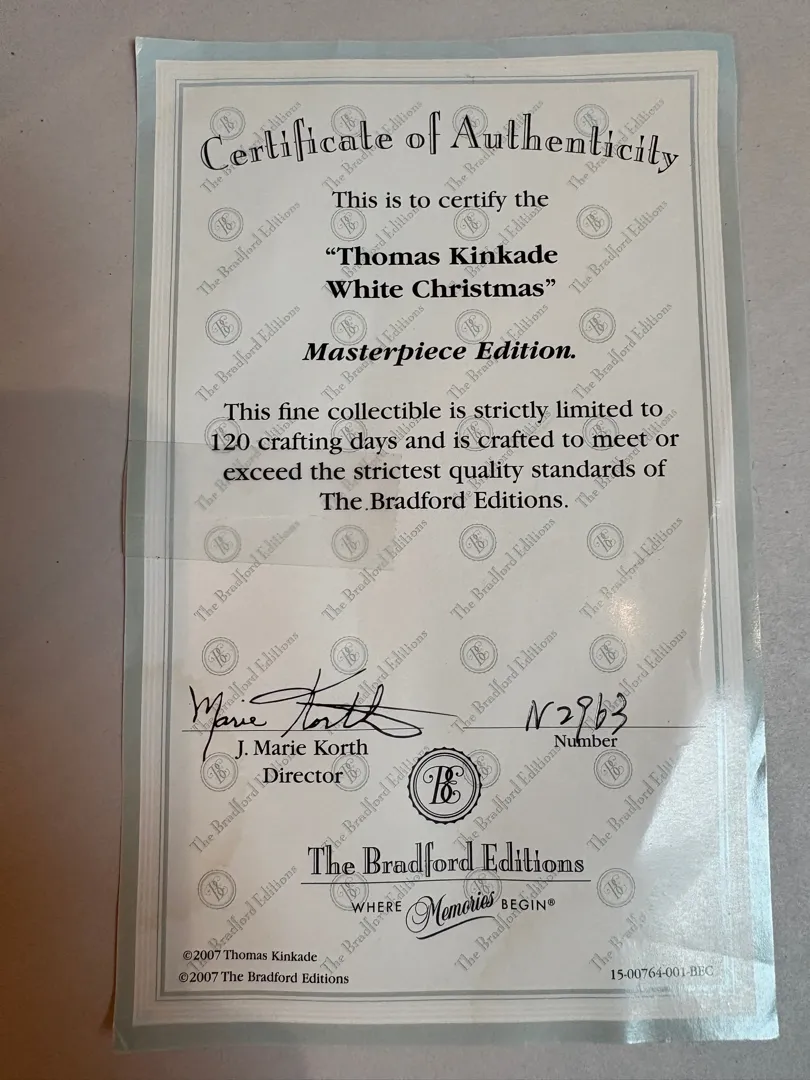 Certificate of Authenticity
This is to certify the
“Thomas Kinkade
White Christmas”
Masterpiece Edition.
This fine collectible is strictly limited to
120 crafting days and is crafted to meet or
exceed the strictest quality standards of
The Bradford Editions.
Marie Korth
N2963
J. Marie Korth
Number
Director
BE
The Bradford Editions
WHERE Memories BEGIN®
©2007 Thomas Kinkade
©2007 The Bradford Editions
15-00764-001-BEC